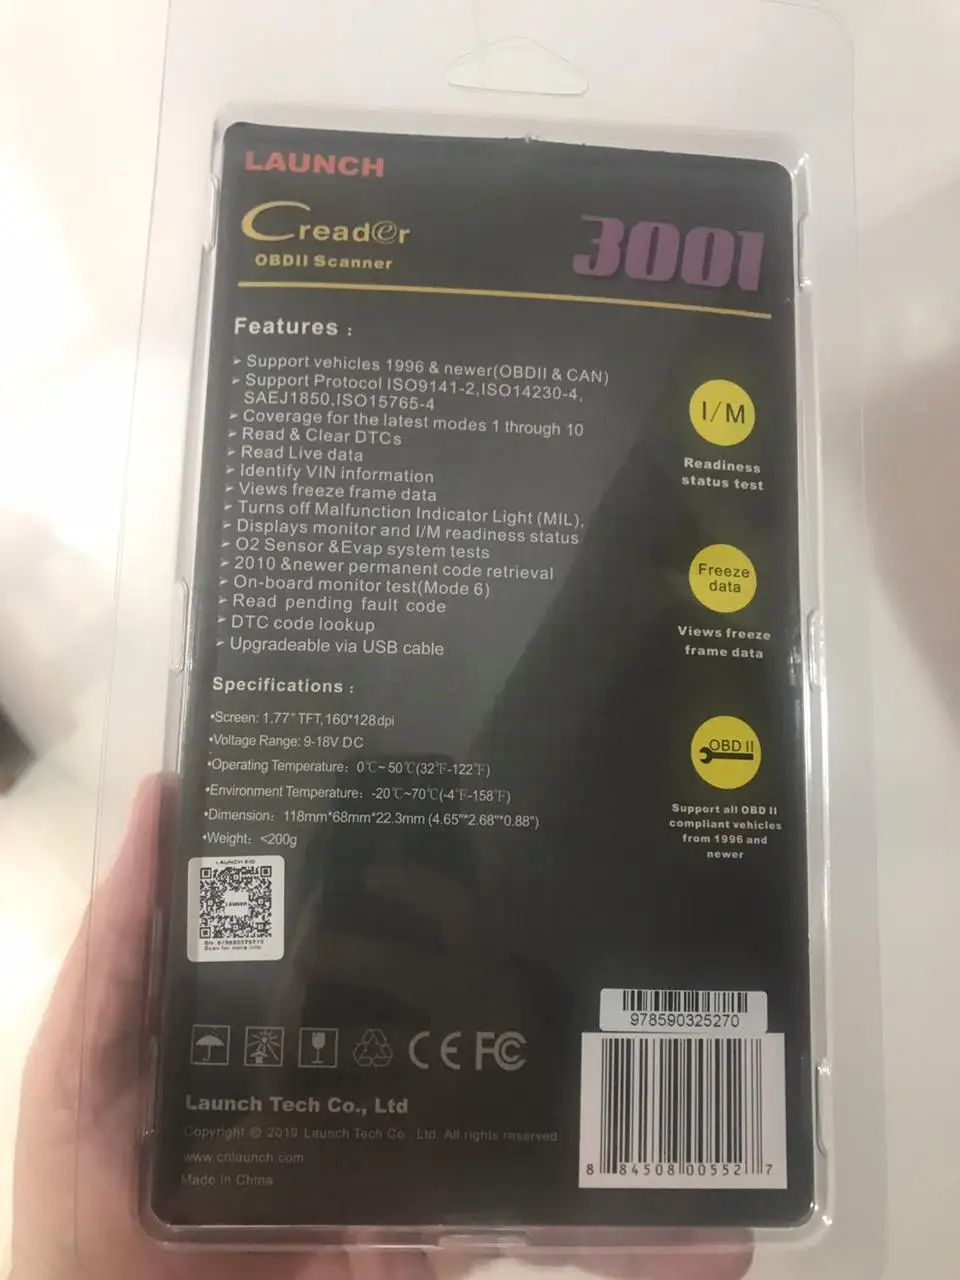 LAUNCH
Creader
3001
OBDII Scanner
Features :
➢ Support vehicles 1996 & newer(OBDII & CAN)
➢ Support Protocol ISO9141-2,ISO14230-4,
SAEJ1850,ISO15765-4
➢ Coverage for the latest modes 1 through 10
➢ Read & Clear DTCs
➢ Read Live data
➢ Identify VIN information
➢ Views freeze frame data
➢ Turns off Malfunction Indicator Light (MIL),
➢ Displays monitor and I/M readiness status
➢ O2 Sensor &Evap system tests
➢ 2010 &newer permanent code retrieval
➢ On-board monitor test(Mode 6)
➢ Read pending fault code
➢ DTC code lookup
➢ Upgradeable via USB cable
I/M
Readiness
status test
Freeze
data
Views freeze
frame data
OBD II
Support all OBD II
compliant vehicles
from 1996 and
newer
Specifications :
•Screen: 1.77" TFT, 160*128dpi
•Voltage Range: 9-18V DC
•Operating Temperature: 0℃~50℃(32℉-122℉)
•Environment Temperature: -20℃~70℃(-4℉-158℉)
•Dimension: 118mm*68mm*22.3mm (4.65"*2.68"*0.88")
•Weight: <200g
LAUNCH
Scan for more info
978590325270
CE FC
Launch Tech Co., Ltd
Copyright © 2019 Launch Tech Co., Ltd. All rights reserved
www.cnlaunch.com
Made in China
8 84508 00552 7